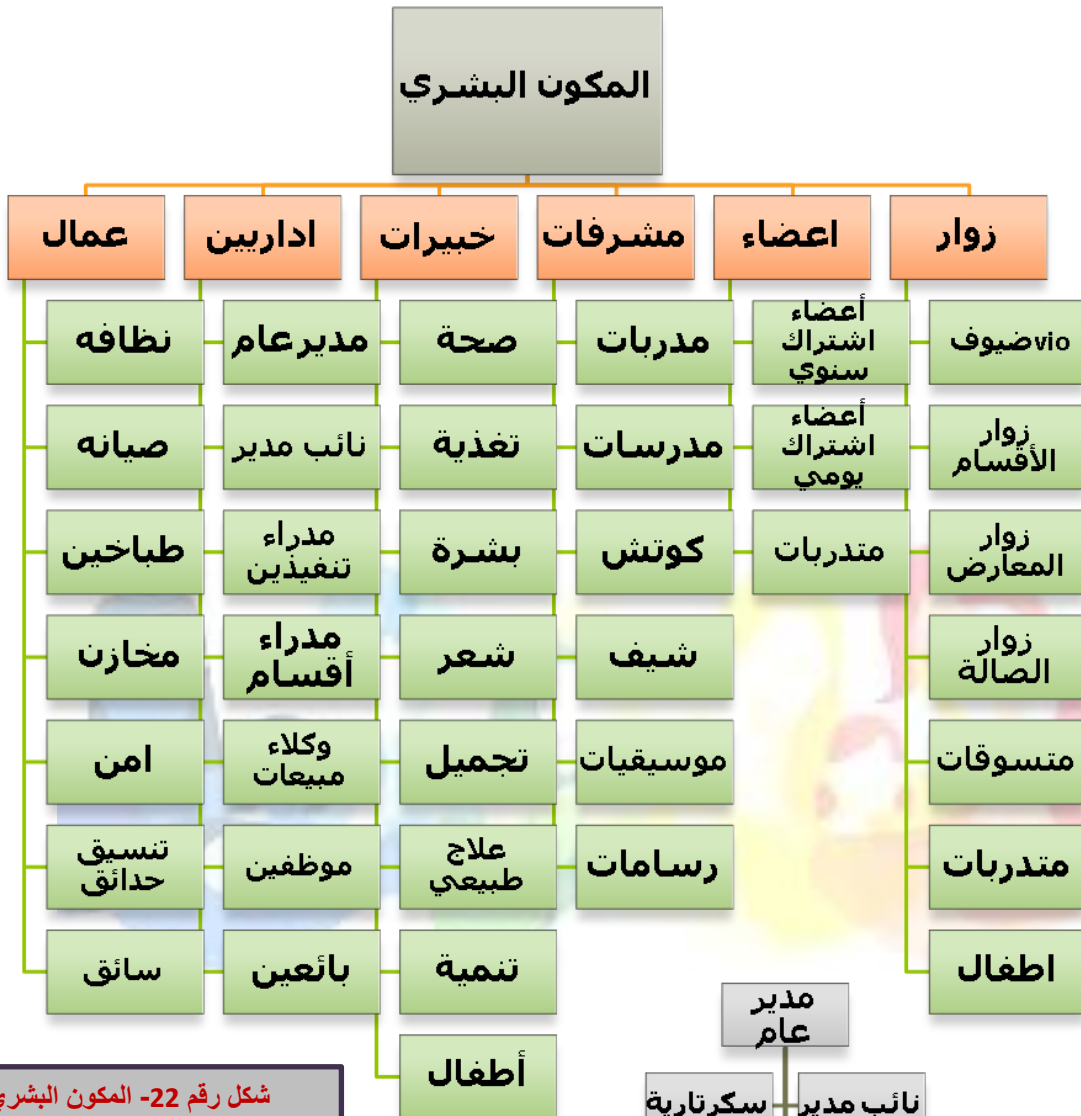 المكون البشري
زوار
اعضاء
مشرفات
خبيرات
اداريين
عمال
vioضيوف
زوار
الأقسام
زوار
المعارض
زوار
الصالة
متسوقات
متدربات
اطفال
أعضاء
اشتراك
سنوي
أعضاء
اشتراك
يومي
متدربات
مدربات
مدرسات
كوتش
شيف
موسيقيات
رسامات
صحة
تغذية
بشرة
شعر
تجميل
علاج
طبيعي
تنمية
أطفال
مديرعام
نائب مدير
مدراء
تنغيذين
مدراء
أقسام
وكلاء
مبيعات
موظفين
بائعين
نظافه
صيانه
طباخين
مخازن
امن
تنسيق
حدائق
سائق
مدير
عام
نائب مدير
سكرتارية
شكل رقم 22- المكون البشري